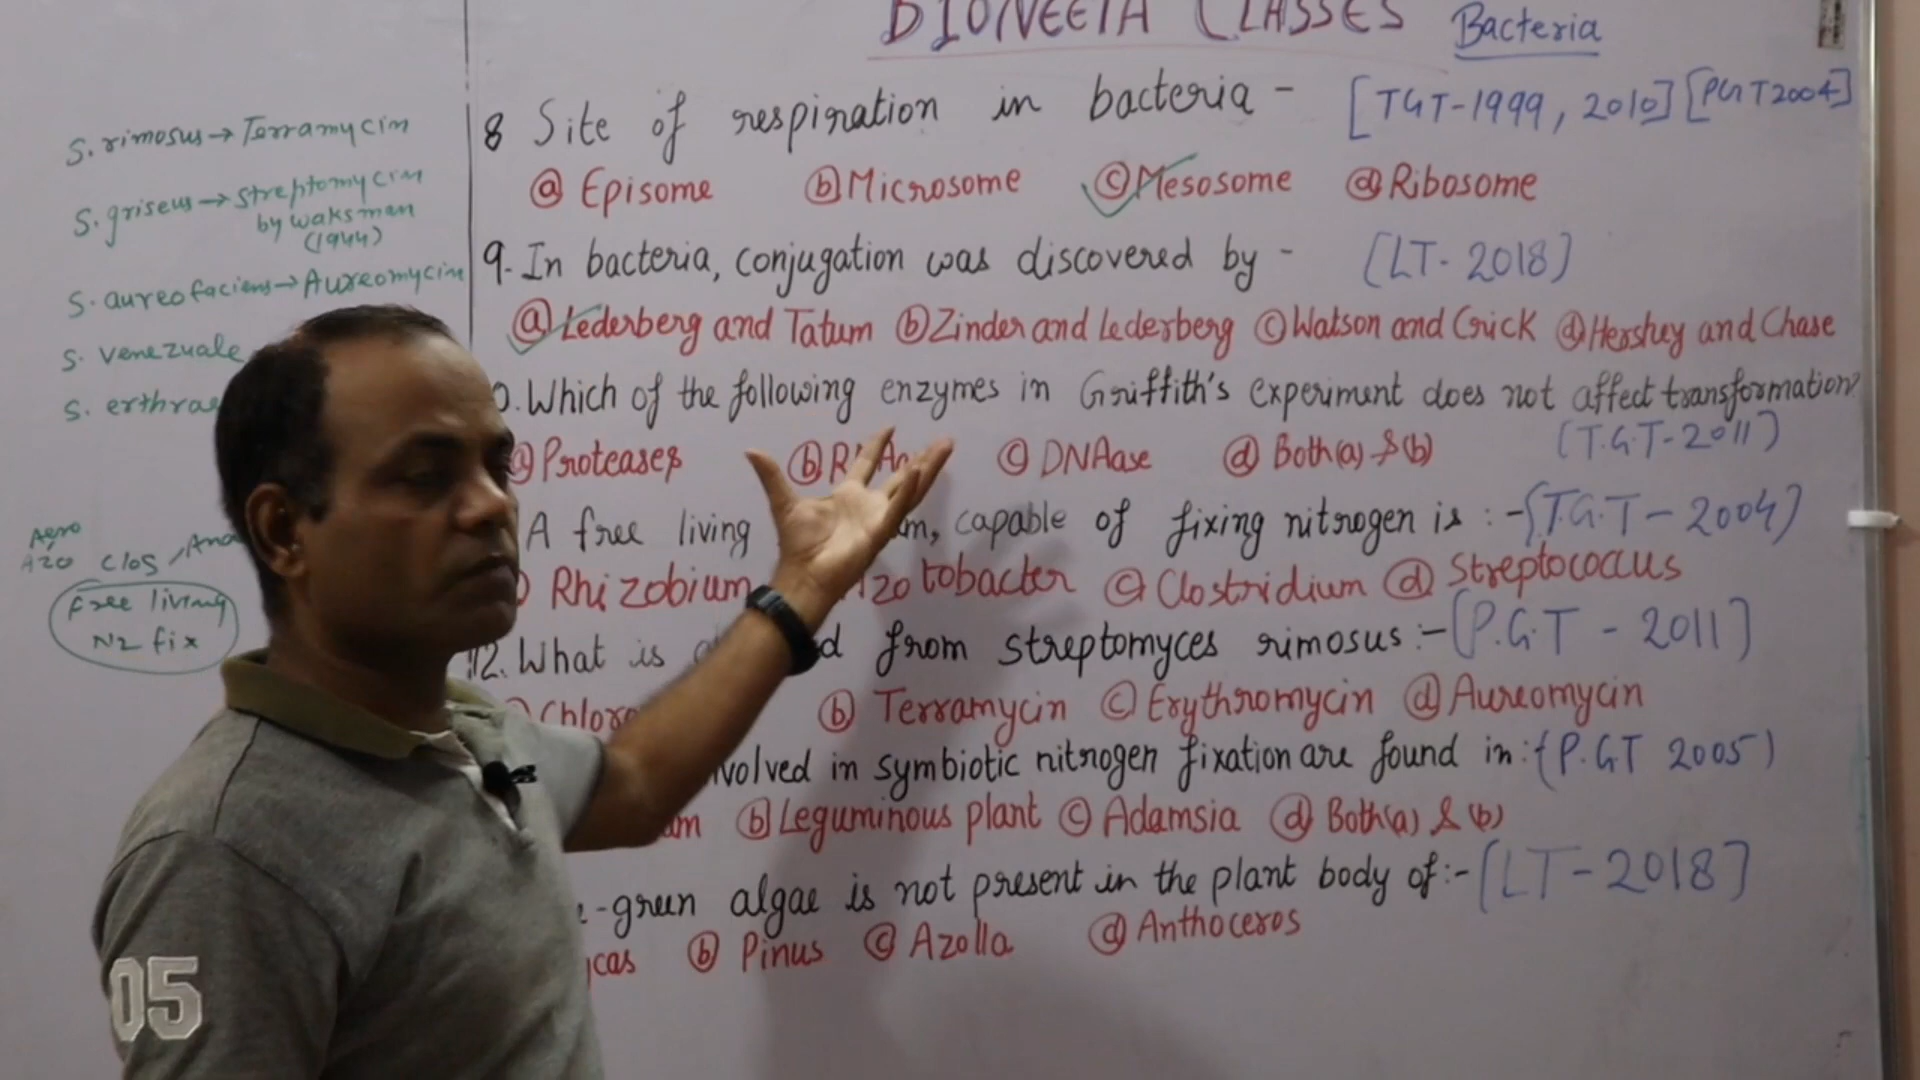 BIO/NEETA CLASSES Bacteria
8 Site of respiration in bacteria - [TGT-1999, 2010] [PGT 2004]
(a) Episome (b) Microsome (c) Mesosome (d) Ribosome
9. In bacteria, conjugation was discovered by - [LT- 2018]
(a) Lederberg and Tatum (b) Zinder and Lederberg (c) Watson and Crick (d) Hershey and Chase
0. Which of the following enzymes in Griffith's experiment does not affect transformation?
(a) Proteases (b) (c) DNAase (d) Both (a) & (b) (T.G.T-2011)
A free living capable of fixing nitrogen is :- [T.G.T - 2004]
Rhizobium tobacter (c) Clostridium (d) Streptococcus
12. What is from streptomyces rimosus :- [P.G.T - 2011]
(b) Terramycin (c) Erythromycin (d) Aureomycin
volved in symbiotic nitrogen fixation are found in : (P.GT 2005)
(b) Leguminous plant (c) Adamsia (d) Both (a) & (b)
-green algae is not present in the plant body of :- [LT-2018]
ycas (b) Pinus (c) Azolla (d) Anthoceros
S. rimosus → Terramycin
S. griseus → streptomycin
by waksman
(1944)
S. aureofaciens → Aureomycin
S. venezuale
S. erthrae
Aero
Azo Clos , Ana
free living
N2 fix
05